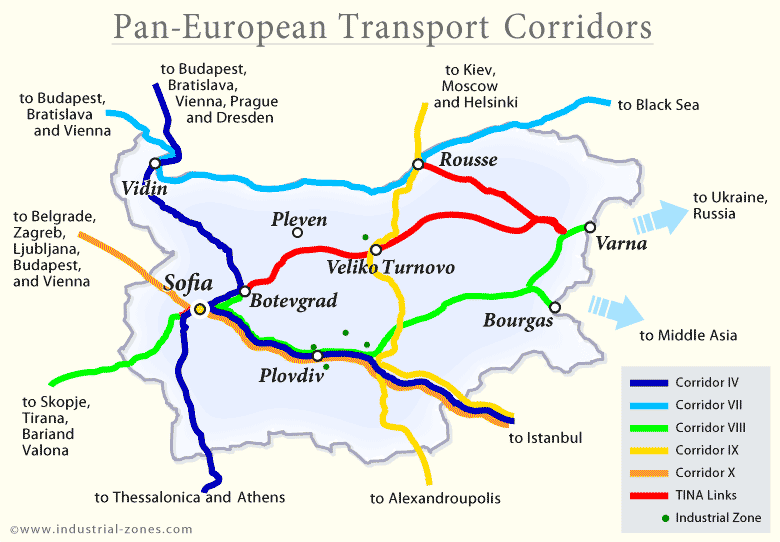 Pan-European Transport Corridors
to Budapest,
Bratislava,
Vienna, Prague
and Dresden
to Kiev,
Moscow
and Helsinki
to Budapest,
Bratislava
and Vienna
to Black Sea
Rousse
Vidin
to Ukraine,
Russia
to Belgrade,
Zagreb,
Ljubljana,
Budapest,
and Vienna
Pleven
Varna
Veliko Turnovo
Sofia
Botevgrad
Bourgas
to Middle Asia
Plovdiv
to Skopje,
Tirana,
Bariand
Valona
to Istanbul
to Thessalonica and Athens
to Alexandroupolis
Corridor IV
Corridor VII
Corridor VIII
Corridor IX
Corridor X
TINA Links
Industrial Zone
©www.industrial-zones.com